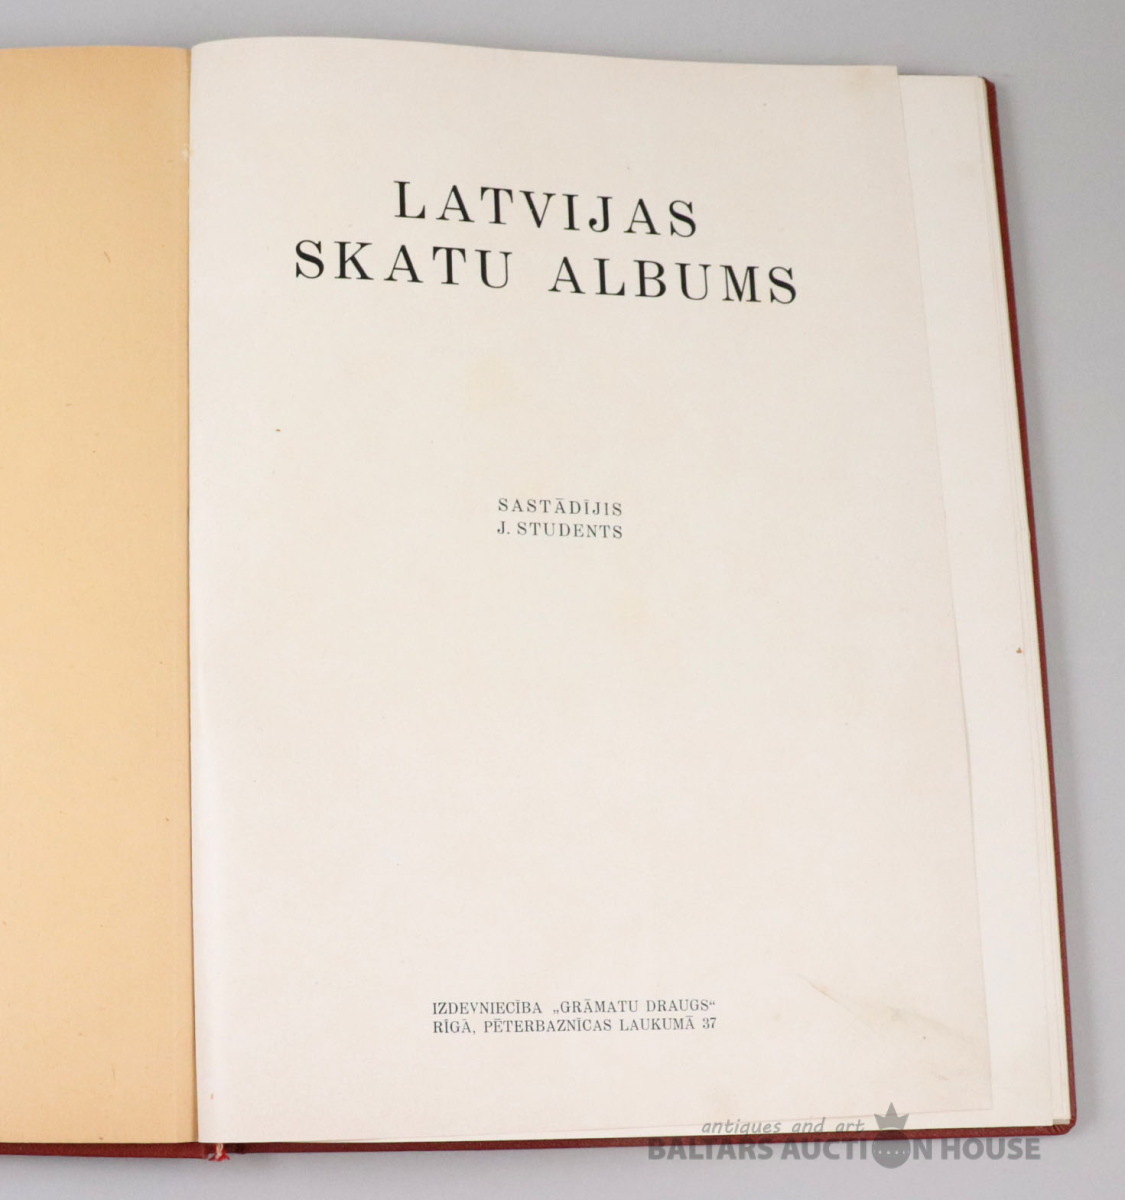 LATVIJAS
SKATU ALBUMS
SASTĀDĪJIS
J. STUDENTS
IZDEVNIECĪBA „GRĀMATU DRAUGS“
RĪGĀ, PĒTERBAZNĪCAS LAUKUMĀ 37
antiques and art
BALTARS AUCTION HOUSE